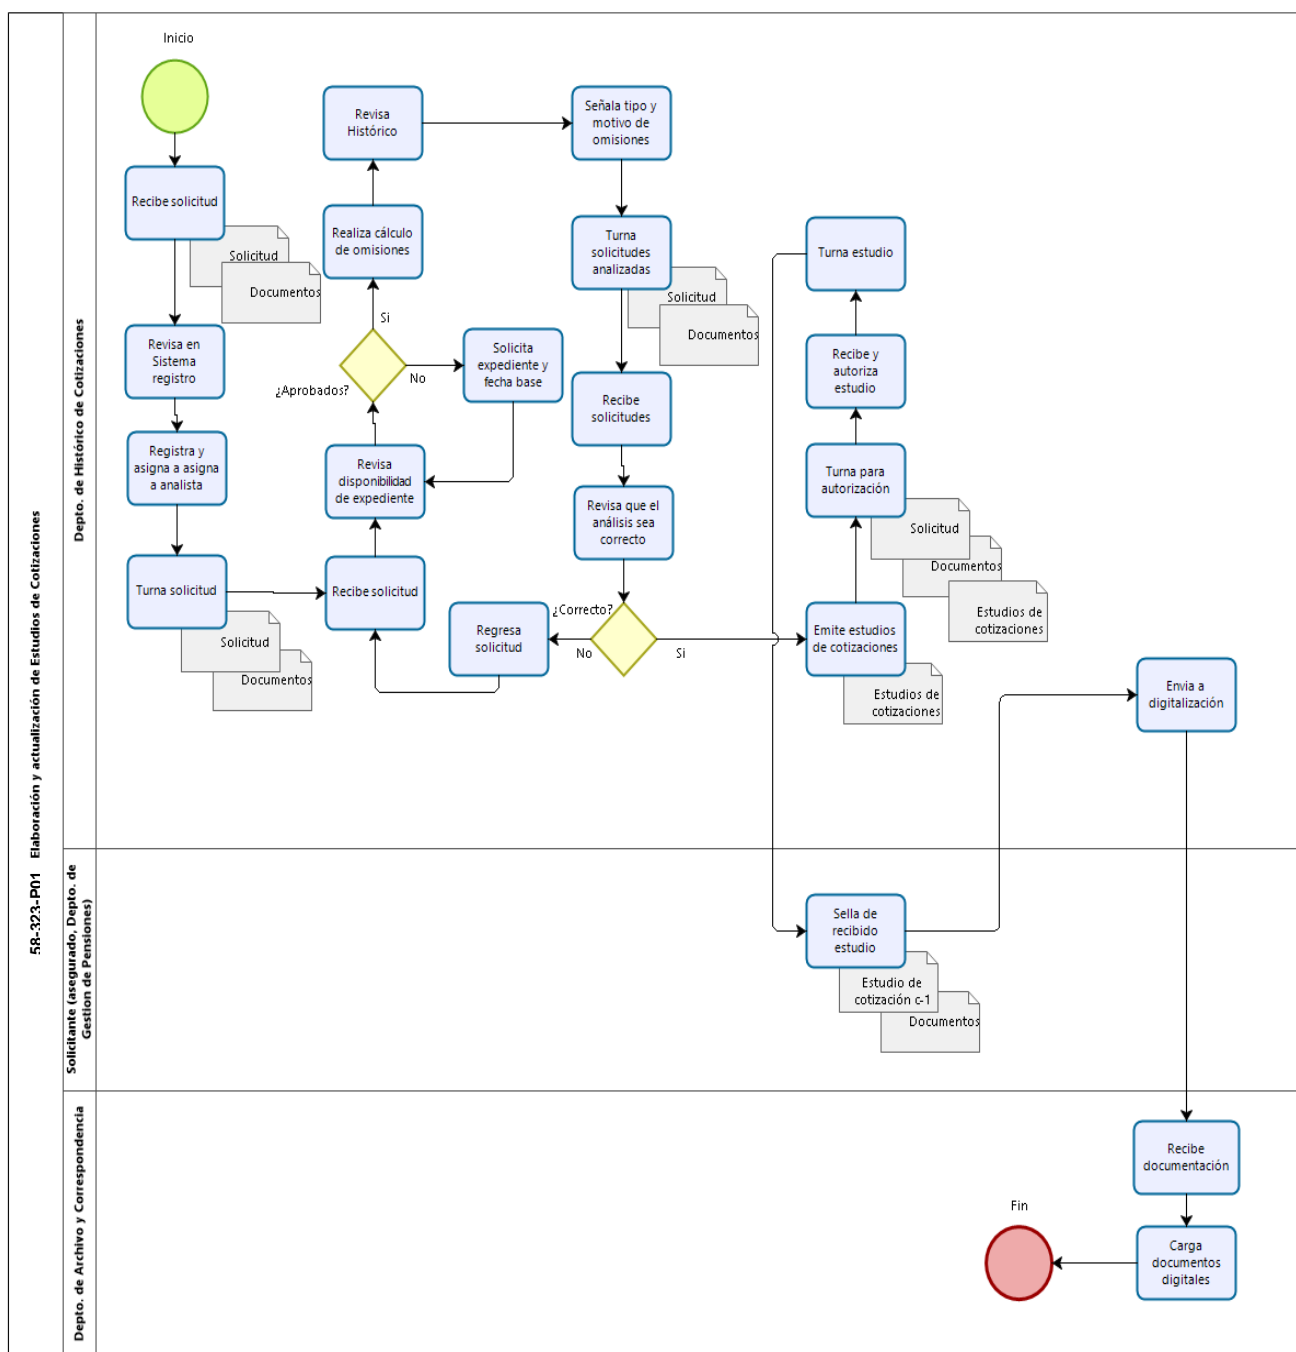 58-323-P01 Elaboración y actualización de Estudios de Cotizaciones
Depto. de Histórico de Cotizaciones
Inicio
Recibe solicitud
Solicitud
Documentos
Revisa en
Sistema
registro
Registra y
asigna a asigna
a analista
Turna solicitud
Solicitud
Documentos
Recibe solicitud
Revisa
disponibilidad
de expediente
¿Aprobados?
Si
No
Solicita
expediente y
fecha base
Realiza cálculo
de omisiones
Revisa
Histórico
Señala tipo y
motivo de
omisiones
Turna
solicitudes
analizadas
Solicitud
Documentos
Recibe
solicitudes
Revisa que el
análisis sea
correcto
¿Correcto?
No
Si
Regresa
solicitud
Emite estudios
de cotizaciones
Estudios de
cotizaciones
Turna para
autorización
Solicitud
Documentos
Estudios de
cotizaciones
Recibe y
autoriza
estudio
Turna estudio
Envia a
digitalización
Solicitante (asegurado, Depto. de
Gestion de Pensiones)
Sella de
recibido
estudio
Estudio de
cotización c-1
Documentos
Depto. de Archivo y Correspondencia
Recibe
documentación
Carga
documentos
digitales
Fin